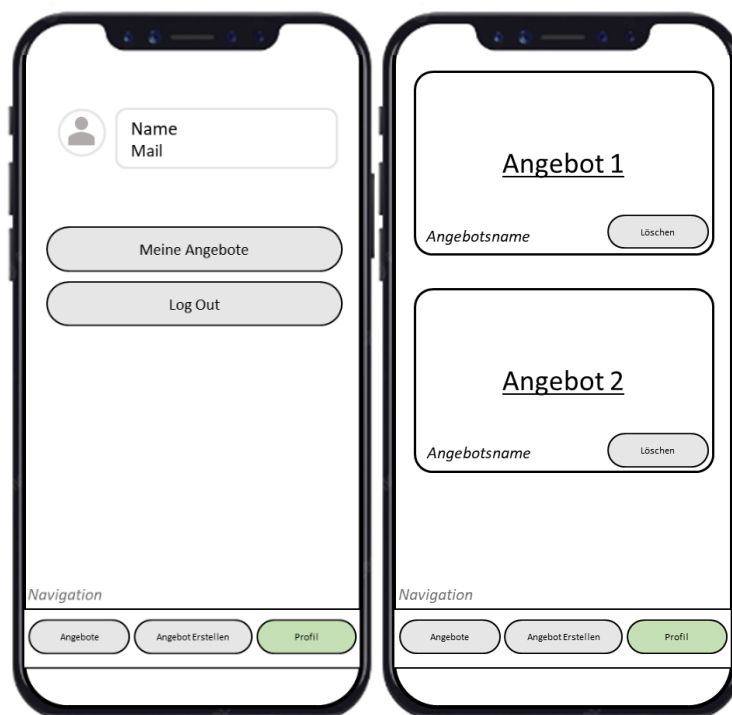 Name
Mail
Meine Angebote
Log Out
Navigation
Angebote
Angebot Erstellen
Profil
Angebot 1
Angebotsname
Löschen
Angebot 2
Angebotsname
Löschen
Navigation
Angebote
Angebot Erstellen
Profil